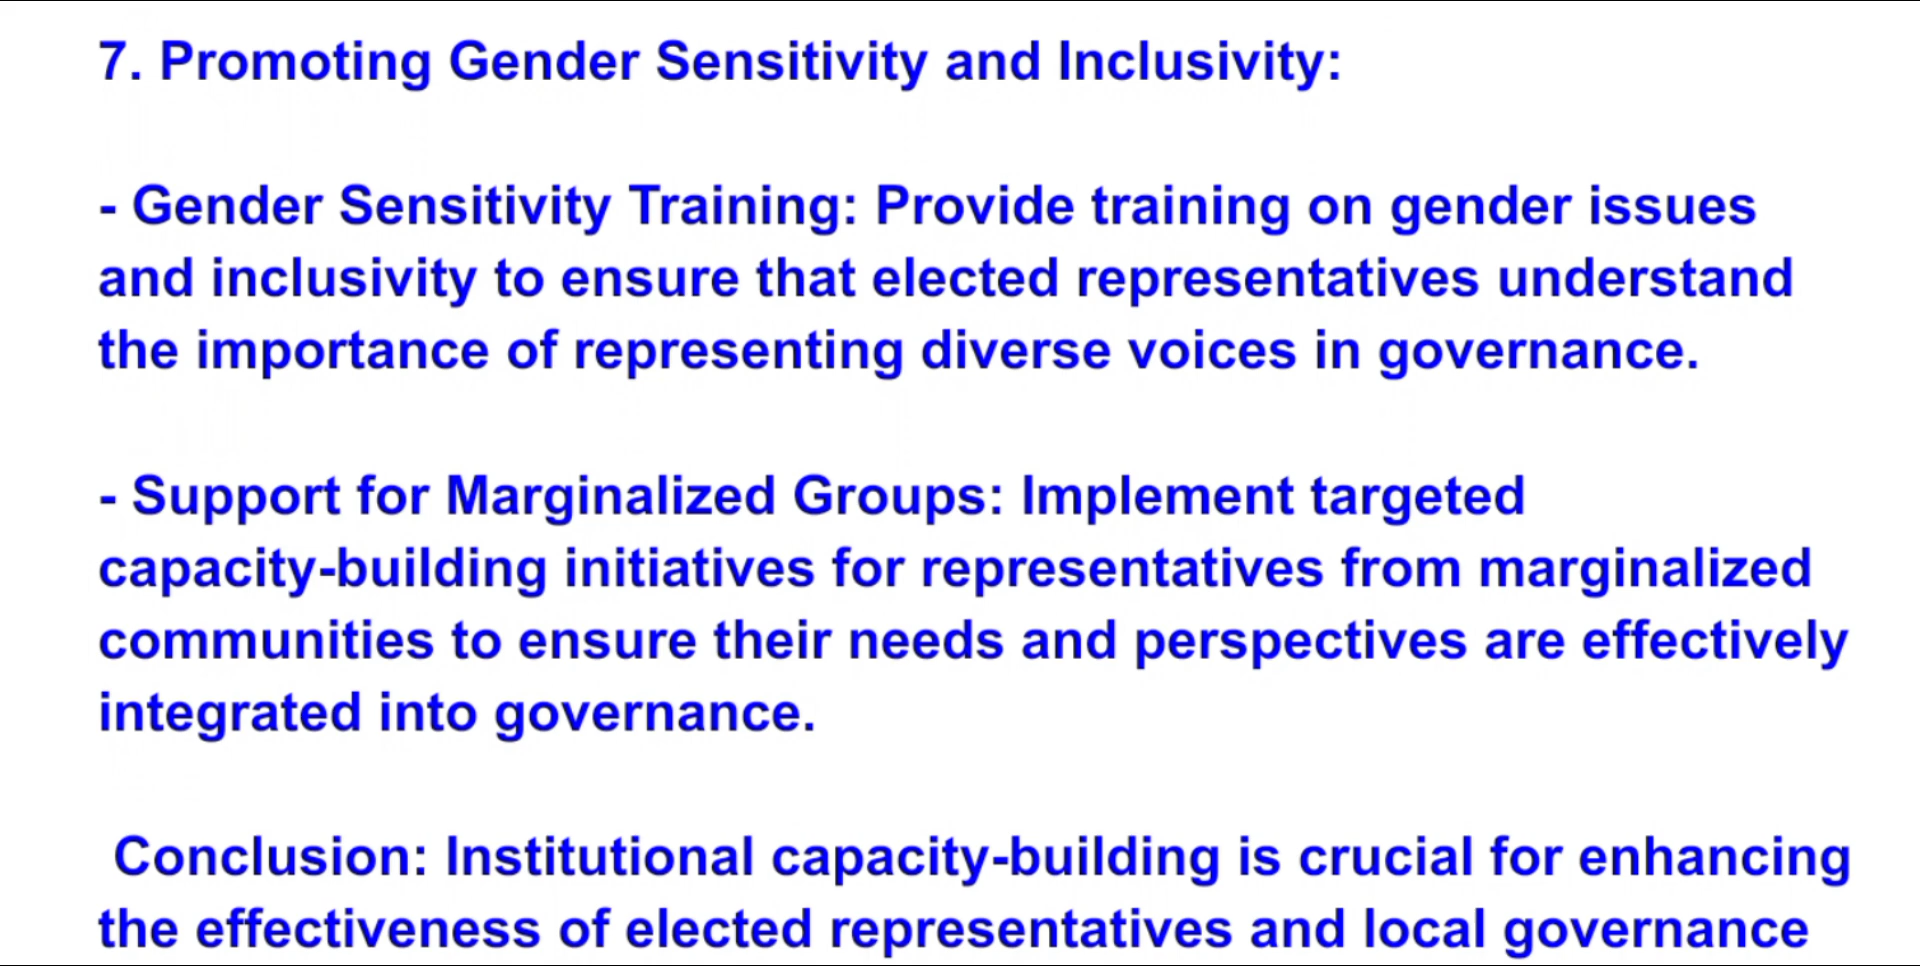 7. Promoting Gender Sensitivity and Inclusivity:
- Gender Sensitivity Training: Provide training on gender issues
and inclusivity to ensure that elected representatives understand
the importance of representing diverse voices in governance.
- Support for Marginalized Groups: Implement targeted
capacity-building initiatives for representatives from marginalized
communities to ensure their needs and perspectives are effectively
integrated into governance.
Conclusion: Institutional capacity-building is crucial for enhancing
the effectiveness of elected representatives and local governance